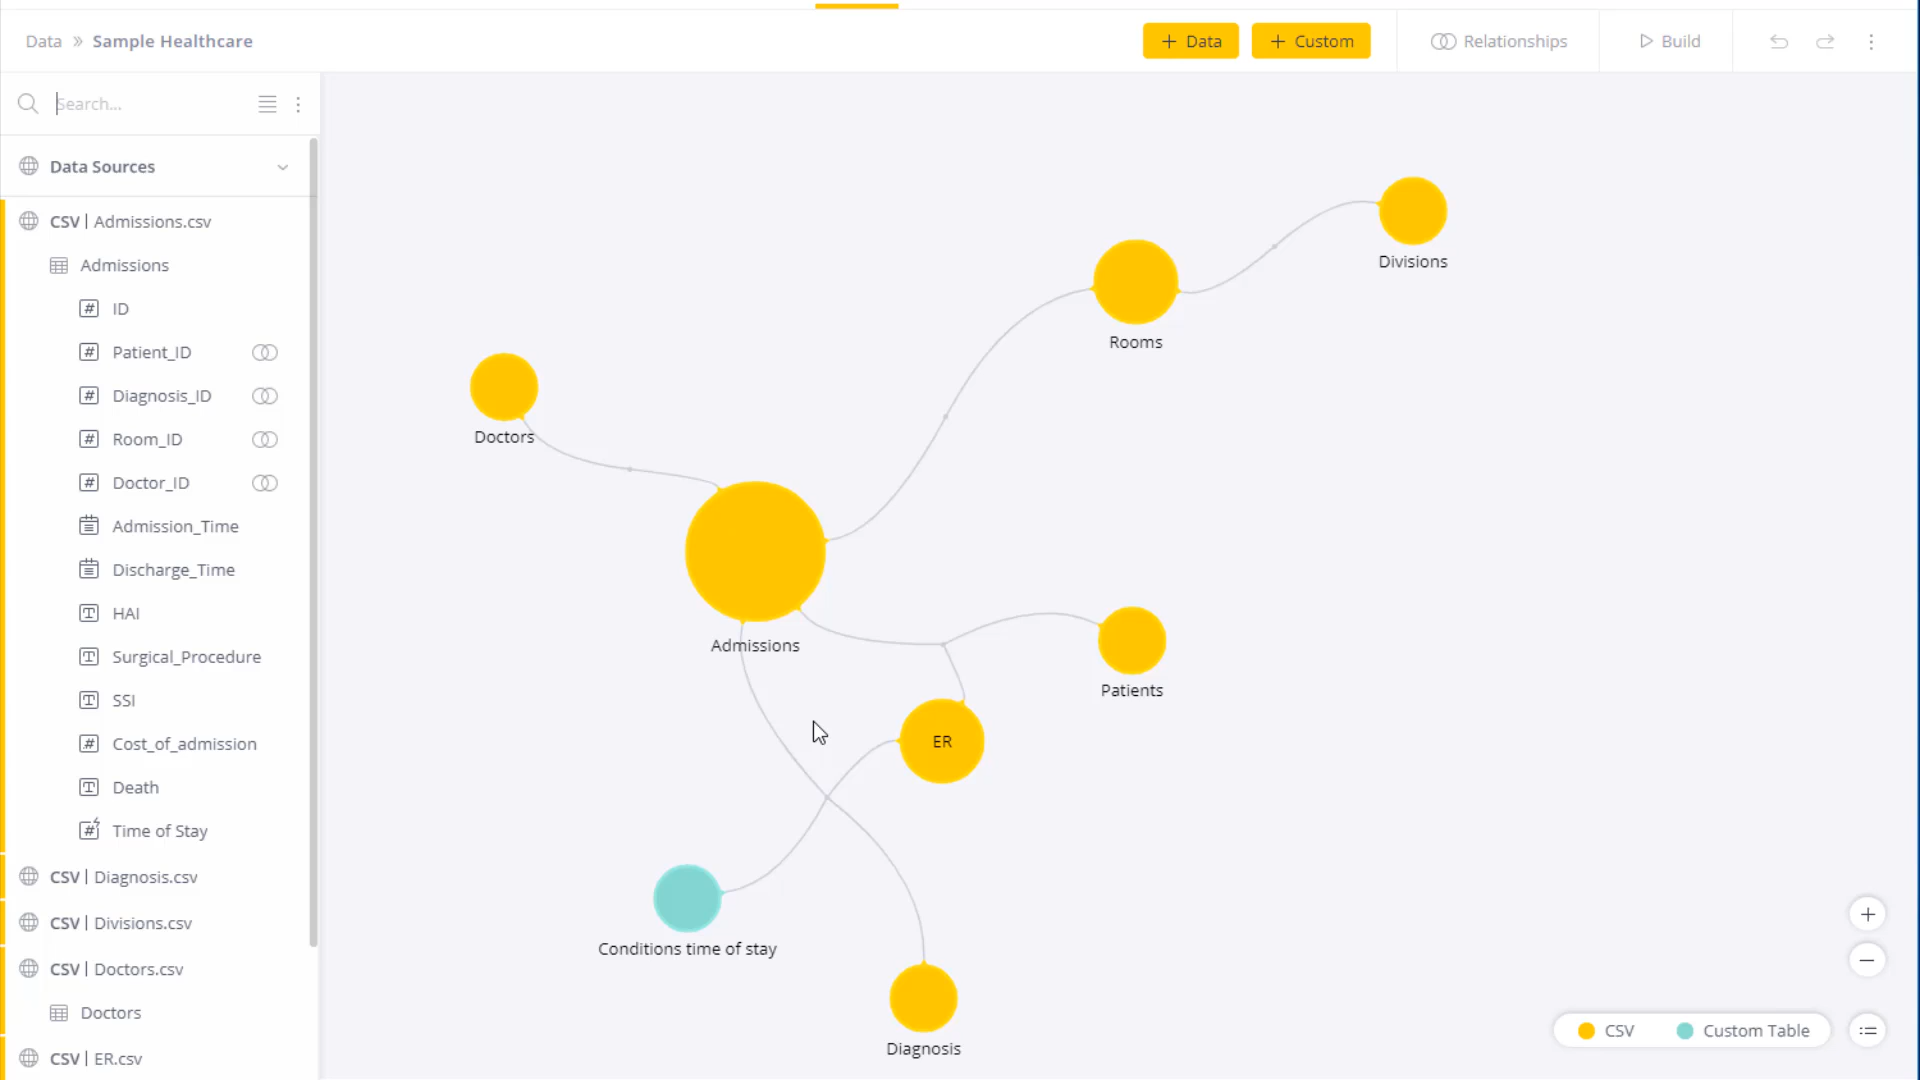 Data » Sample Healthcare
+ Data
+ Custom
Relationships
Build
Search...
Data Sources
CSV | Admissions.csv
Admissions
ID
Patient_ID
Diagnosis_ID
Room_ID
Doctor_ID
Admission_Time
Discharge_Time
HAI
Surgical_Procedure
SSI
Cost_of_admission
Death
Time of Stay
CSV | Diagnosis.csv
CSV | Divisions.csv
CSV | Doctors.csv
Doctors
CSV | ER.csv
Divisions
Rooms
Doctors
Admissions
Patients
ER
Conditions time of stay
Diagnosis
CSV
Custom Table